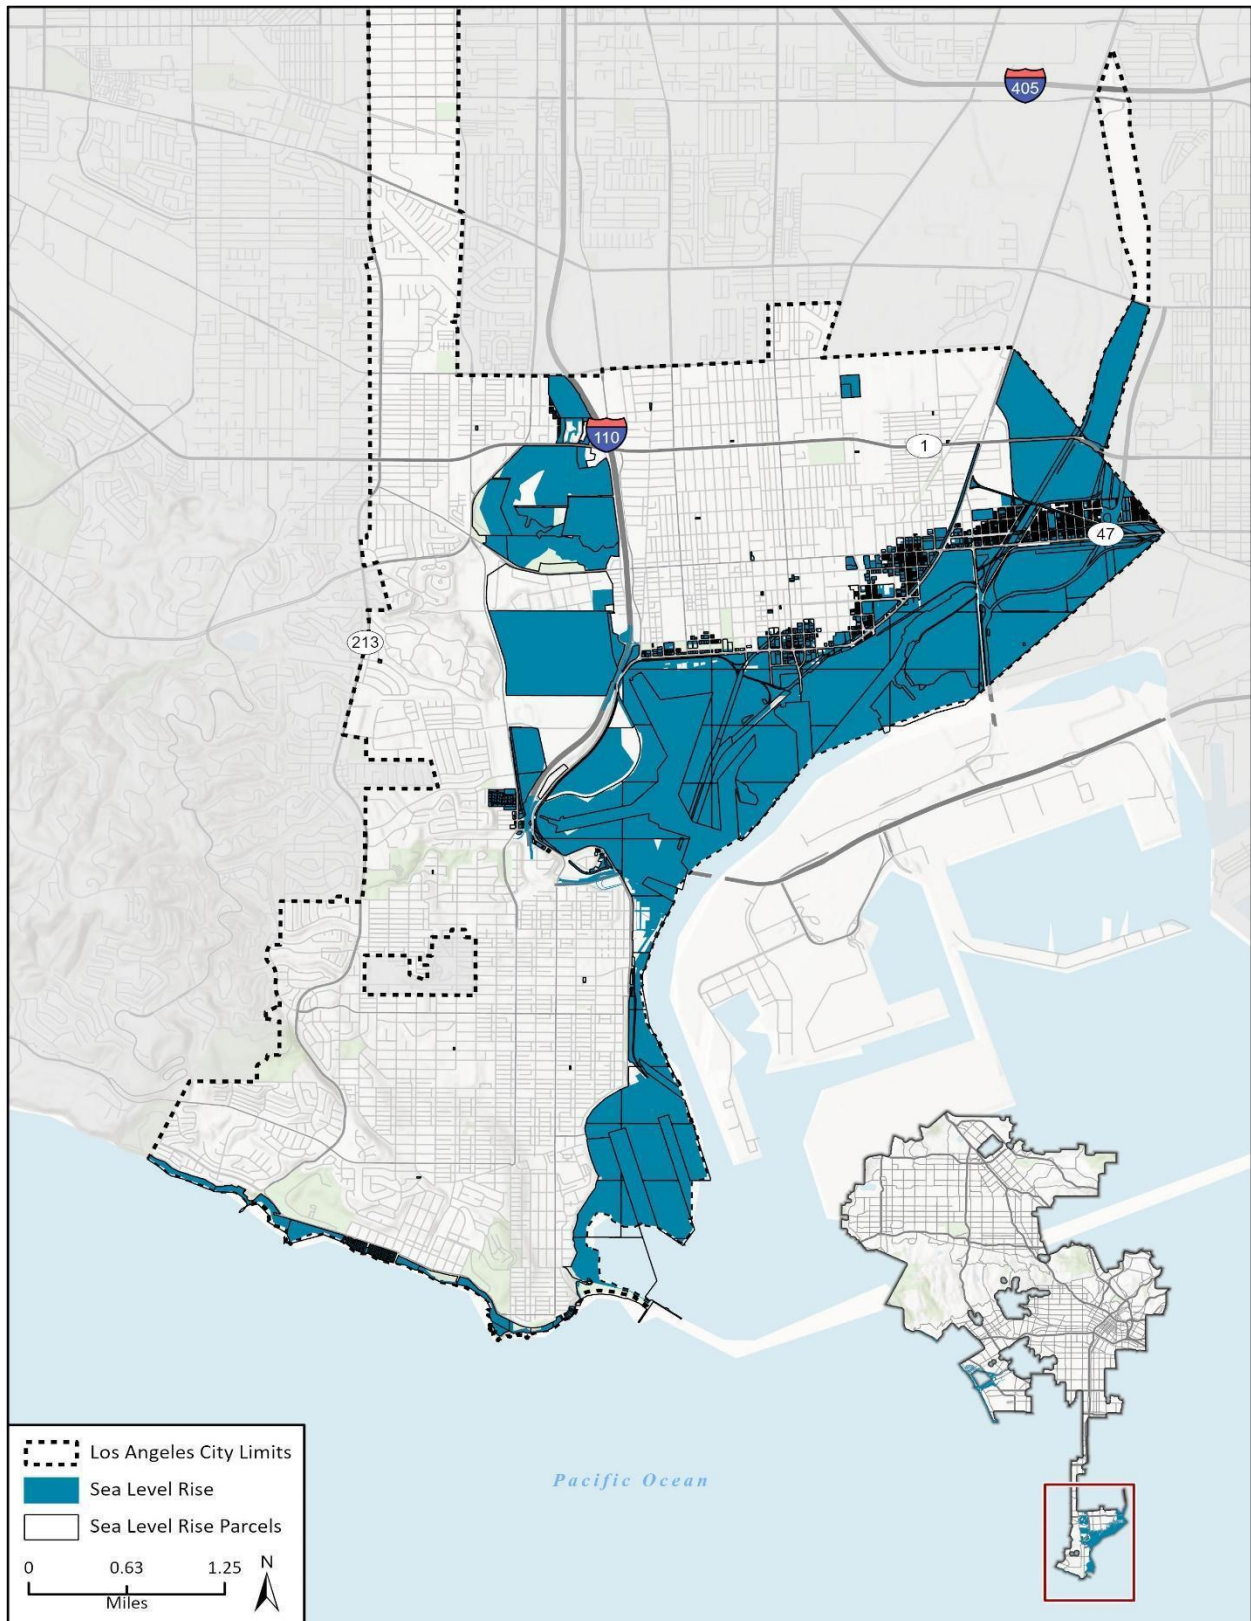 405
110
1
47
213
Los Angeles City Limits
Sea Level Rise
Sea Level Rise Parcels
0 0.63 1.25
Miles
N
Pacific Ocean